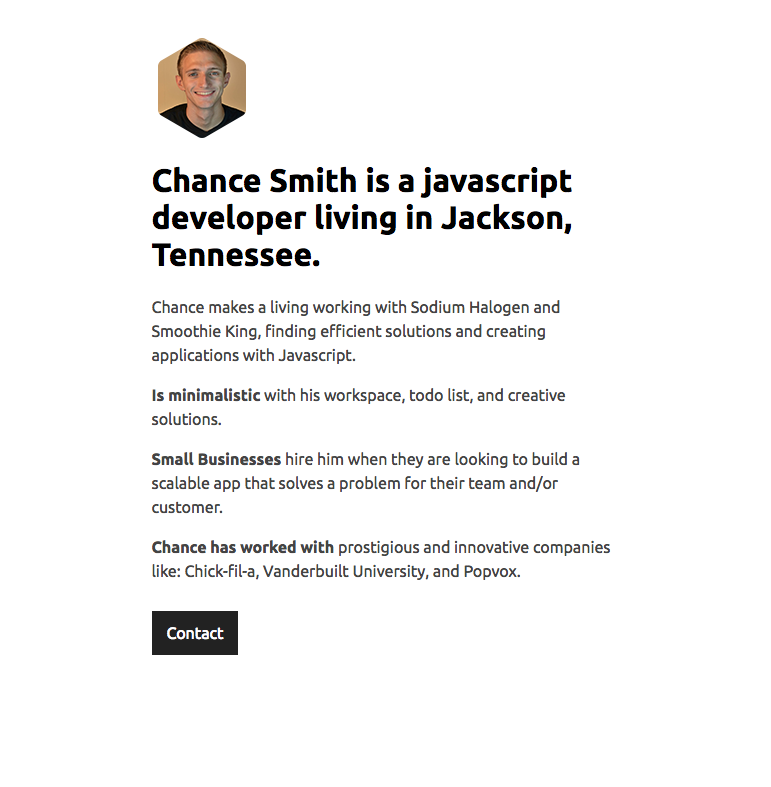 Chance Smith is a javascript
developer living in Jackson,
Tennessee.
Chance makes a living working with Sodium Halogen and
Smoothie King, finding efficient solutions and creating
applications with Javascript.
Is minimalistic with his workspace, todo list, and creative
solutions.
Small Businesses hire him when they are looking to build a
scalable app that solves a problem for their team and/or
customer.
Chance has worked with prostigious and innovative companies
like: Chick-fil-a, Vanderbuilt University, and Popvox.
Contact